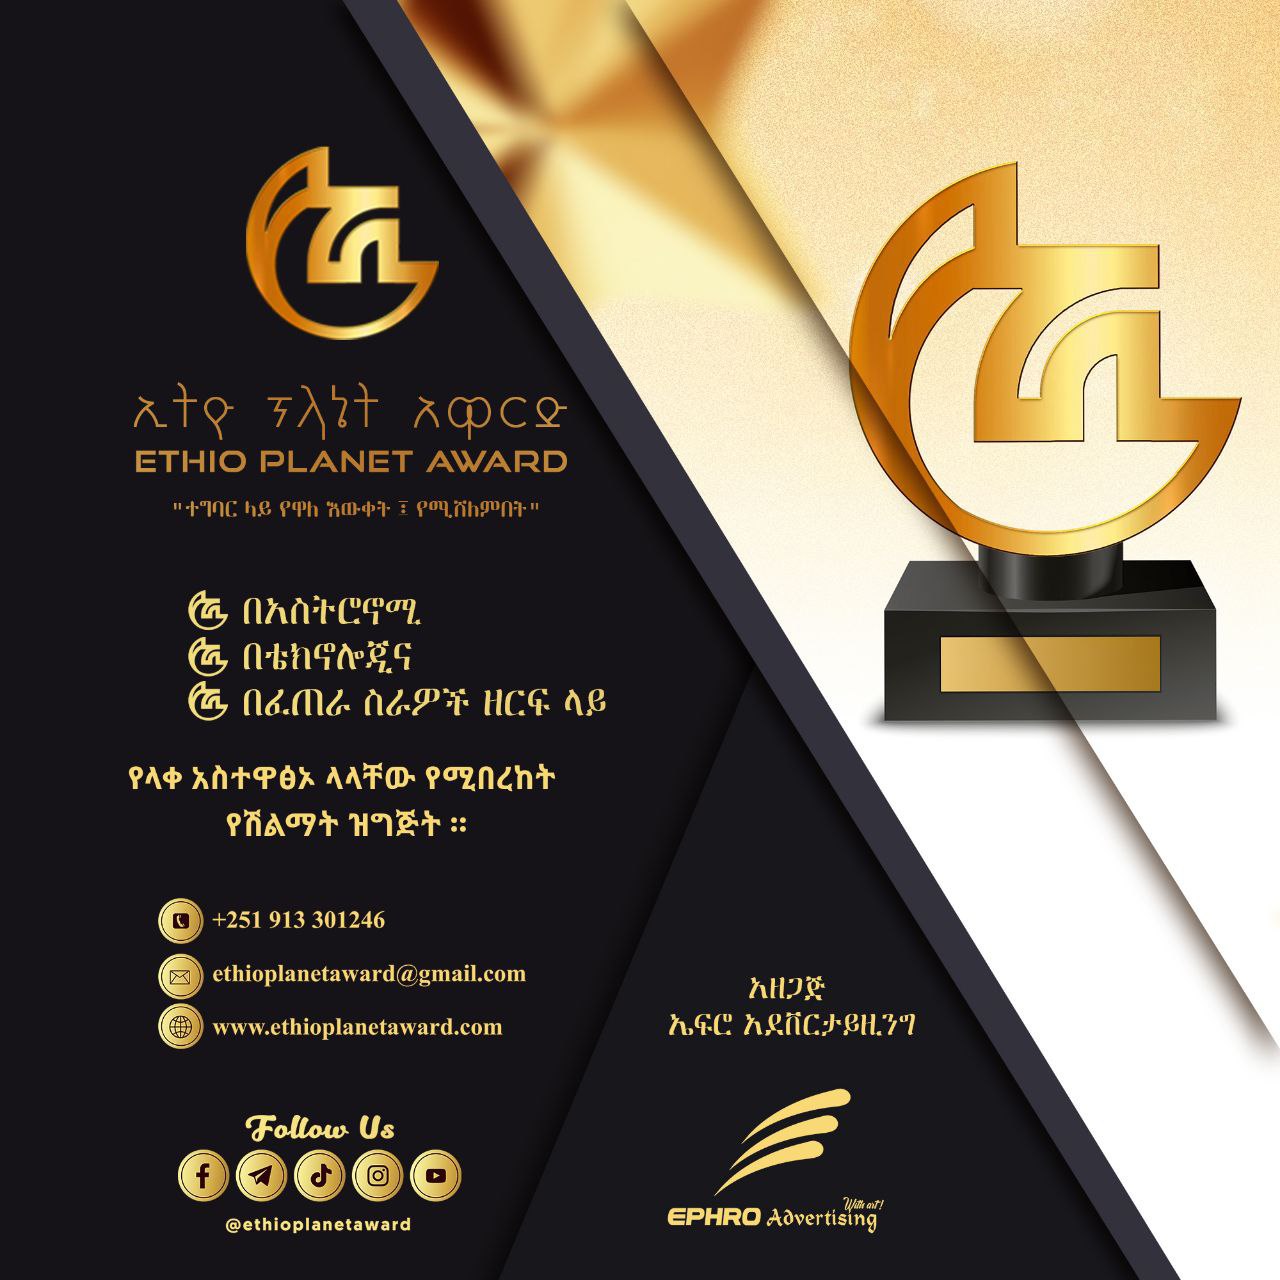 ኢትዮ ፕላኔት አዋርድ
ETHIO PLANET AWARD
"ተግባር ላይ የዋለ እውቀት ፤ የሚሸለምበት"
በአስትሮኖሚ
በቴክኖሎጂና
በፈጠራ ስራዎች ዘርፍ ላይ
የላቀ አስተዋፅኦ ላላቸው የሚበረከት
የሽልማት ዝግጅት ።
+251 913 301246
ethioplanetaward@gmail.com
www.ethioplanetaward.com
Follow Us
@ethioplanetaward
አዘጋጅ
ኤፍሮ አደቨርታይዚንግ
With art!
EPHRO Advertising